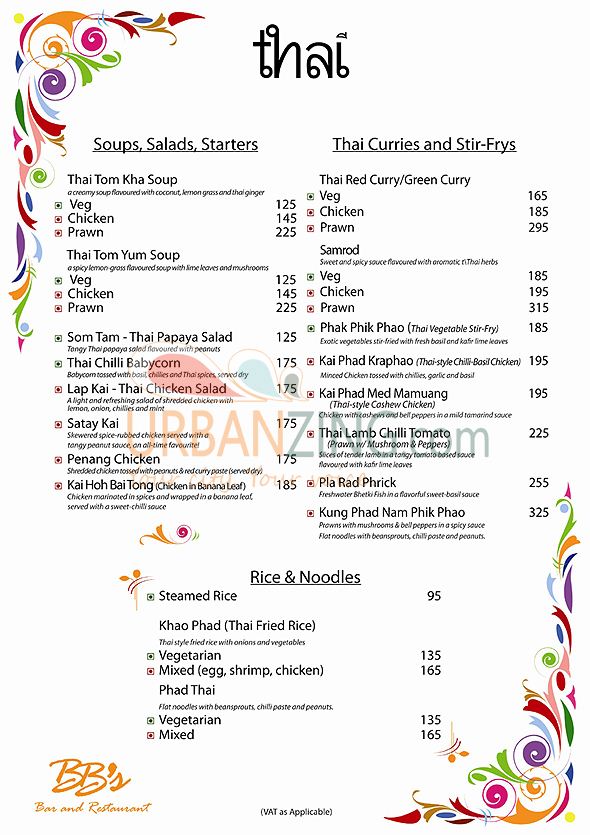 thai
Soups, Salads, Starters
Thai Tom Kha Soup
a creamy soup flavoured with coconut, lemon grass and thai ginger
Veg 125
Chicken 145
Prawn 225
Thai Tom Yum Soup
a spicy lemon-grass flavoured soup with lime leaves and mushrooms
Veg 125
Chicken 145
Prawn 225
Som Tam - Thai Papaya Salad 125
Tangy Thai papaya salad flavoured with peanuts
Thai Chilli Babycorn 175
Babycorn tossed with basil, chillies and Thai spices, served dry
Lap Kai - Thai Chicken Salad 175
A light and refreshing salad of shredded chicken with
lemon, onion, chillies and mint
Satay Kai 175
Skewered spice-rubbed chicken served with a
tangy peanut sauce, an all-time favourite!
Penang Chicken 175
Shredded chicken tossed with peanuts & red curry paste (served dry)
Kai Hoh Bai Tong (Chicken in Banana Leaf) 185
Chicken marinated in spices and wrapped in a banana leaf,
served with a sweet-chilli sauce
Thai Curries and Stir-Frys
Thai Red Curry/Green Curry
Veg 165
Chicken 185
Prawn 295
Samrod
Sweet and spicy sauce flavoured with aromatic t\Thai herbs
Veg 185
Chicken 195
Prawn 315
Phak Phik Phao (Thai Vegetable Stir-Fry) 185
Exotic vegetables stir-fried with fresh basil and kafir lime leaves
Kai Phad Kraphao (Thai-style Chilli-Basil Chicken) 195
Minced Chicken tossed with chillies, garlic and basil
Kai Phad Med Mamuang 195
(Thai-style Cashew Chicken)
Chicken with cashews and bell peppers in a mild tamarind sauce
Thai Lamb Chilli Tomato 225
(Prawn w/ Mushroom & Peppers)
Slices of tender lamb in a tangy tomato based sauce
flavoured with kafir lime leaves
Pla Rad Phrick 255
Freshwater Bhetki Fish in a flavorful sweet-basil sauce
Kung Phad Nam Phik Phao 325
Prawns with mushrooms & bell peppers in a spicy sauce
Flat noodles with beansprouts, chilli paste and peanuts.
URBANZING.com
Your city. Your voice.
Rice & Noodles
Steamed Rice 95
Khao Phad (Thai Fried Rice)
Thai style fried rice with onions and vegetables
Vegetarian 135
Mixed (egg, shrimp, chicken) 165
Phad Thai
Flat noodles with beansprouts, chilli paste and peanuts.
Vegetarian 135
Mixed 165
BB's
Bar and Restaurant
(VAT as Applicable)